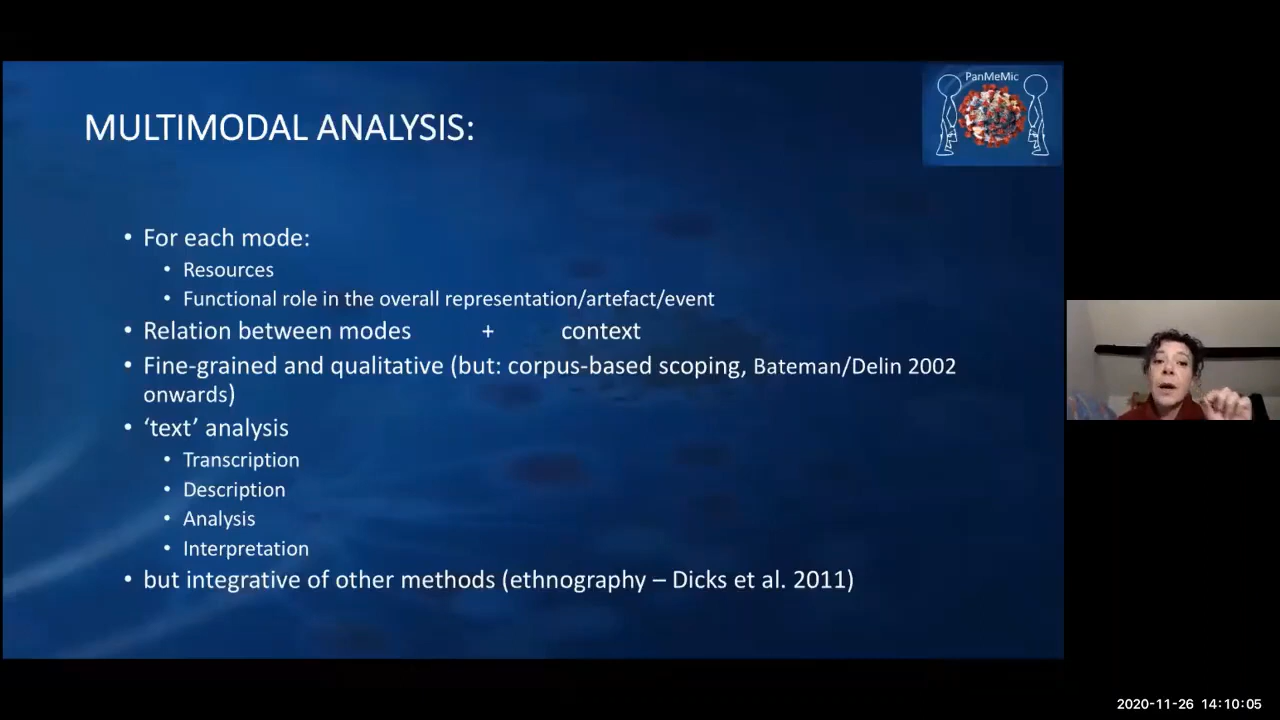 PanMeMic
MULTIMODAL ANALYSIS:
• For each mode:
• Resources
• Functional role in the overall representation/artefact/event
• Relation between modes + context
• Fine-grained and qualitative (but: corpus-based scoping, Bateman/Delin 2002
onwards)
• ‘text’ analysis
• Transcription
• Description
• Analysis
• Interpretation
• but integrative of other methods (ethnography – Dicks et al. 2011)
2020-11-26 14:10:05